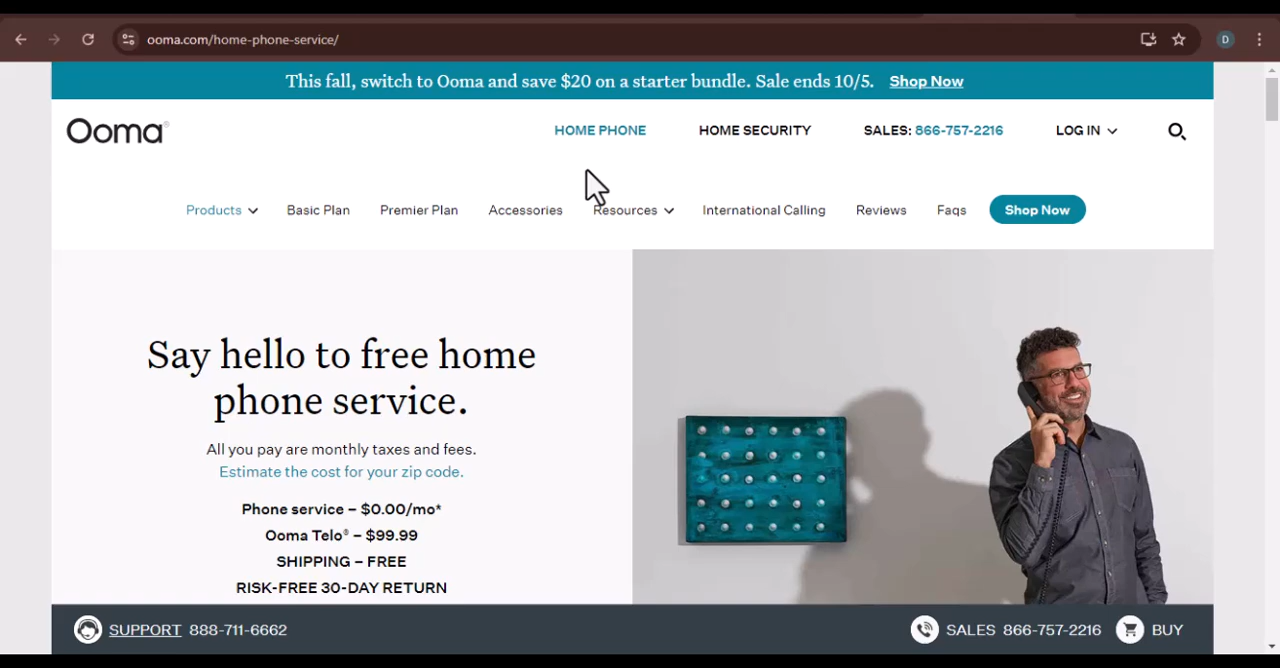 ooma.com/home-phone-service/
D
This fall, switch to Ooma and save $20 on a starter bundle. Sale ends 10/5. Shop Now
Ooma®
HOME PHONE HOME SECURITY SALES: 866-757-2216 LOG IN
Products Basic Plan Premier Plan Accessories Resources International Calling Reviews Faqs Shop Now
Say hello to free home
phone service.
All you pay are monthly taxes and fees.
Estimate the cost for your zip code.
Phone service – $0.00/mo*
Ooma Telo® – $99.99
SHIPPING – FREE
RISK-FREE 30-DAY RETURN
SUPPORT 888-711-6662 SALES 866-757-2216 BUY